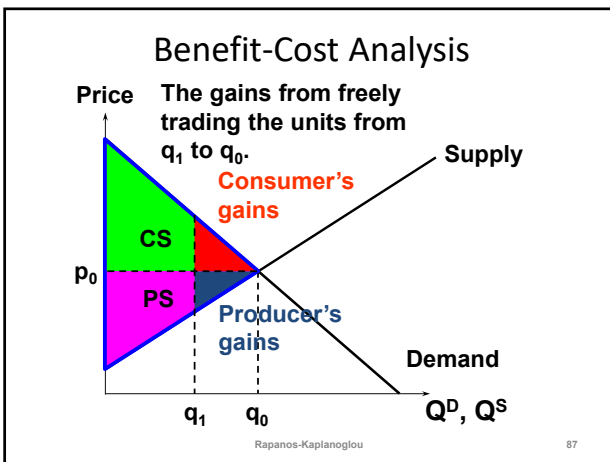 Benefit-Cost Analysis
Price
The gains from freely
trading the units from
q₁ to q₀.
Supply
Consumer's
gains
CS
p₀
PS
Producer's
gains
Demand
q₁
q₀
Qᴰ, Qˢ
Rapanos-Kaplanoglou
87